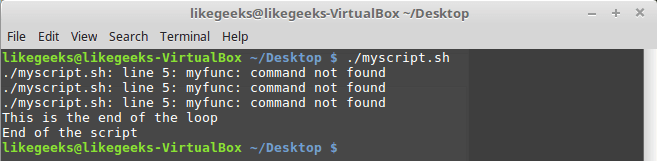 likegeeks@likegeeks-VirtualBox ~/Desktop
File Edit View Search Terminal Help
likegeeks@likegeeks-VirtualBox ~/Desktop $ ./myscript.sh
./myscript.sh: line 5: myfunc: command not found
./myscript.sh: line 5: myfunc: command not found
./myscript.sh: line 5: myfunc: command not found
This is the end of the loop
End of the script
likegeeks@likegeeks-VirtualBox ~/Desktop $